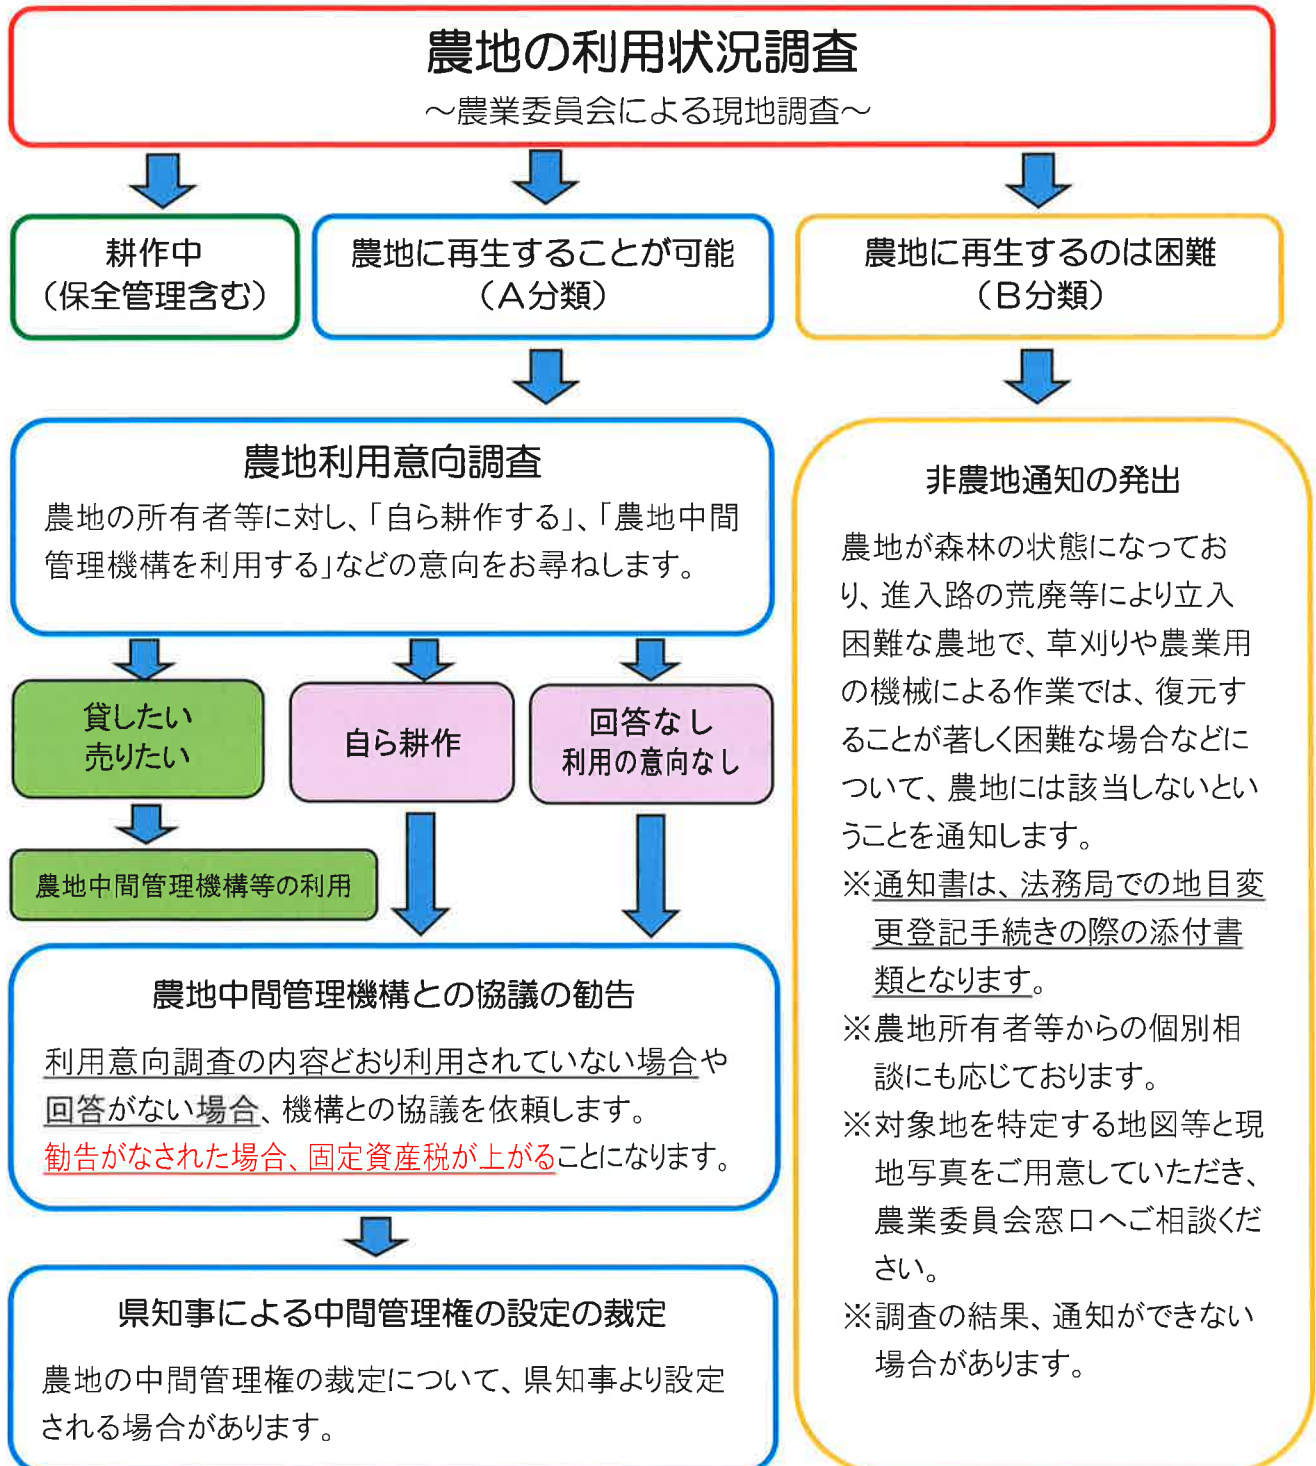 農地の利用状況調査
～農業委員会による現地調査～
耕作中
（保全管理含む）
農地に再生することが可能
（A分類）
農地に再生するのは困難
（B分類）
農地利用意向調査
農地の所有者等に対し、「自ら耕作する」、「農地中間
管理機構を利用する」などの意向をお尋ねします。
貸したい
売りたい
自ら耕作
回答なし
利用の意向なし
農地中間管理機構等の利用
農地中間管理機構との協議の勧告
利用意向調査の内容どおり利用されていない場合や
回答がない場合、機構との協議を依頼します。
勧告がなされた場合、固定資産税が上がることになります。
県知事による中間管理権の設定の裁定
農地の中間管理権の裁定について、県知事より設定
される場合があります。
非農地通知の発出
農地が森林の状態になってお
り、進入路の荒廃等により立入
困難な農地で、草刈りや農業用
の機械による作業では、復元す
ることが著しく困難な場合などに
ついて、農地には該当しないとい
うことを通知します。
※通知書は、法務局での地目変
更登記手続きの際の添付書
類となります。
※農地所有者等からの個別相
談にも応じております。
※対象地を特定する地図等と現
地写真をご用意していただき、
農業委員会窓口へご相談くだ
さい。
※調査の結果、通知ができない
場合があります。